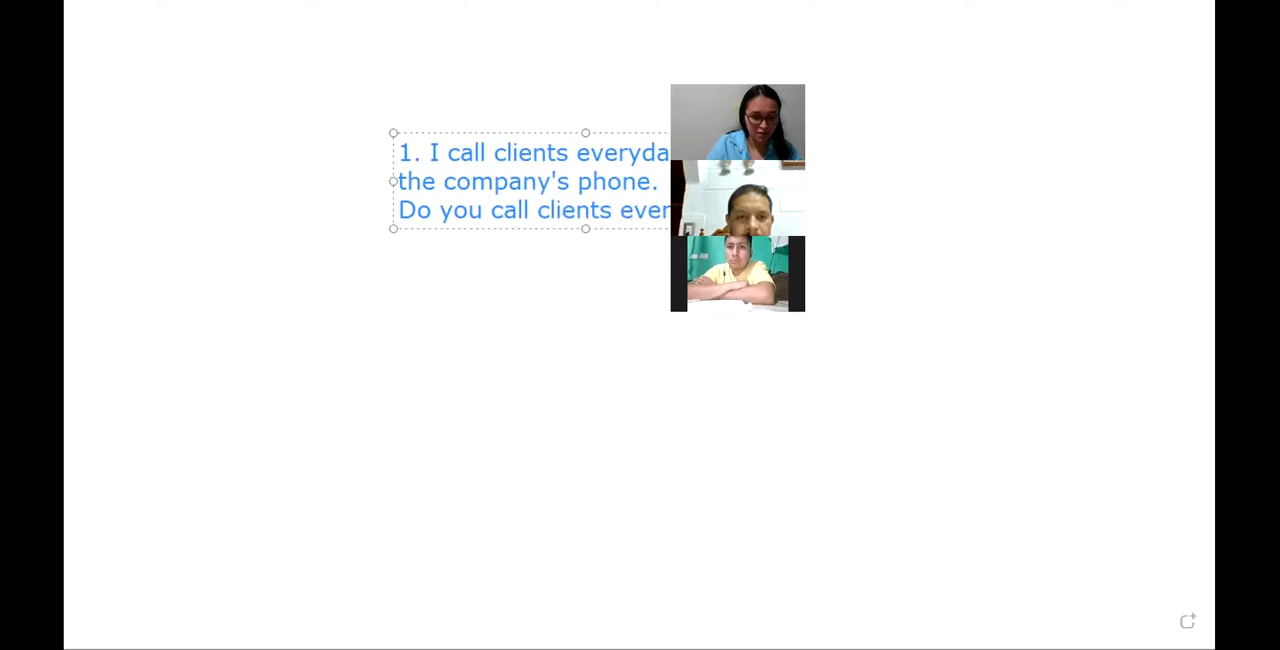 1. I call clients everyda
the company's phone.
Do you call clients ever